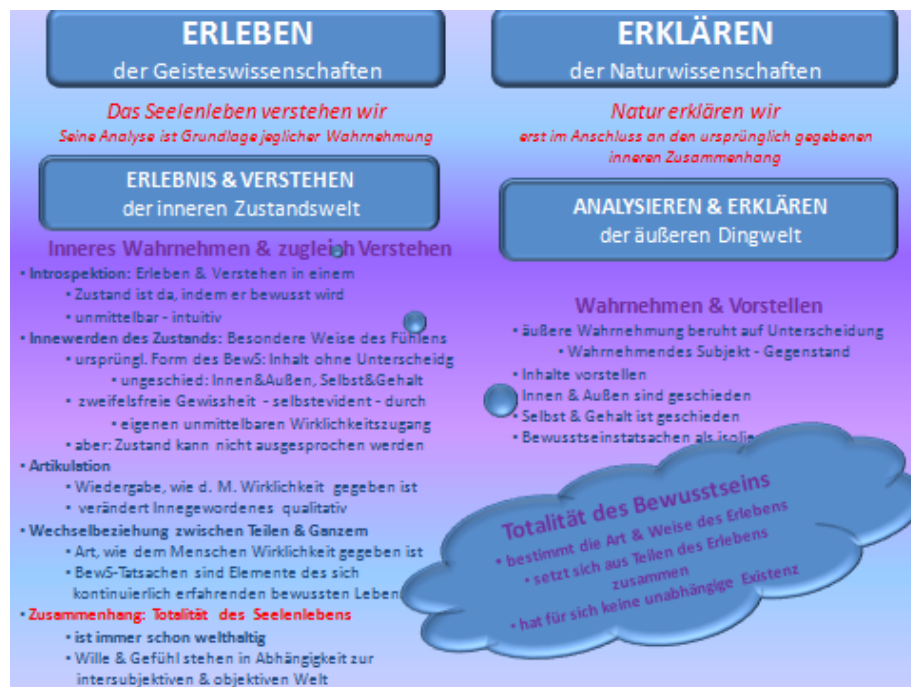 ERLEBEN
der Geisteswissenschaften
Das Seelenleben verstehen wir
Seine Analyse ist Grundlage jeglicher Wahrnehmung
ERLEBNIS & VERSTEHEN
der inneren Zustandswelt
Inneres Wahrnehmen & zugleich Verstehen
• Introspektion: Erleben & Verstehen in einem
• Zustand ist da, indem er bewusst wird
• unmittelbar - intuitiv
• Innewerden des Zustands: Besondere Weise des Fühlens
• ursprüngl. Form des BewS: Inhalt ohne Unterscheidg
• ungeschied: Innen&Außen, Selbst&Gehalt
• zweifelsfreie Gewissheit - selbstevident - durch
• eigenen unmittelbaren Wirklichkeitszugang
• aber: Zustand kann nicht ausgesprochen werden
• Artikulation
• Wiedergabe, wie d. M. Wirklichkeit gegeben ist
• verändert Innegewordenes qualitativ
• Wechselbeziehung zwischen Teilen & Ganzem
• Art, wie dem Menschen Wirklichkeit gegeben ist
• BewS-Tatsachen sind Elemente des sich
kontinuierlich erfahrenden bewussten Leben
• Zusammenhang: Totalität des Seelenlebens
• ist immer schon welthaltig
• Wille & Gefühl stehen in Abhängigkeit zur
intersubjektiven & objektiven Welt
ERKLÄREN
der Naturwissenschaften
Natur erklären wir
erst im Anschluss an den ursprünglich gegebenen
inneren Zusammenhang
ANALYSIEREN & ERKLÄREN
der äußeren Dingwelt
Wahrnehmen & Vorstellen
• äußere Wahrnehmung beruht auf Unterscheidung
• Wahrnehmendes Subjekt - Gegenstand
• Inhalte vorstellen
Innen & Außen sind geschieden
• Selbst & Gehalt ist geschieden
• Bewusstseinstatsachen als isolie
Totalität des Bewusstseins
• bestimmt die Art & Weise des Erlebens
• setzt sich aus Teilen des Erlebens
zusammen
• hat für sich keine unabhängige Existenz